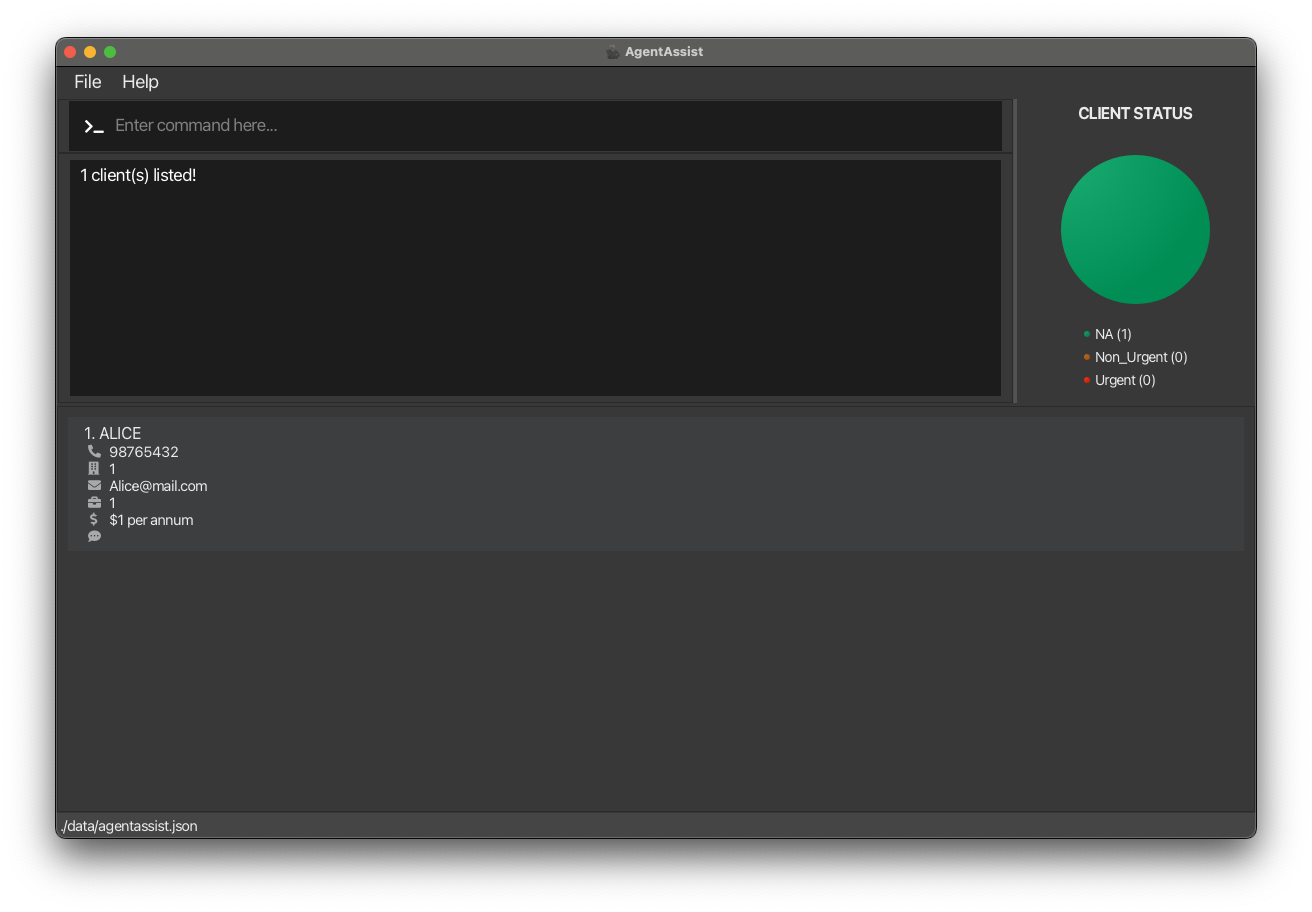 AgentAssist
File Help
Enter command here...
1 client(s) listed!
CLIENT STATUS
NA (1)
Non_Urgent (0)
Urgent (0)
1. ALICE
98765432
1
Alice@mail.com
1
$1 per annum
./data/agentassist.json